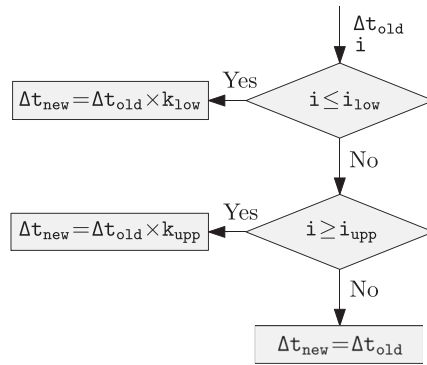 Δt_old
i
Yes
Δt_new=Δt_old×k_low
i≤i_low
No
Yes
Δt_new=Δt_old×k_upp
i≥i_upp
No
Δt_new=Δt_old